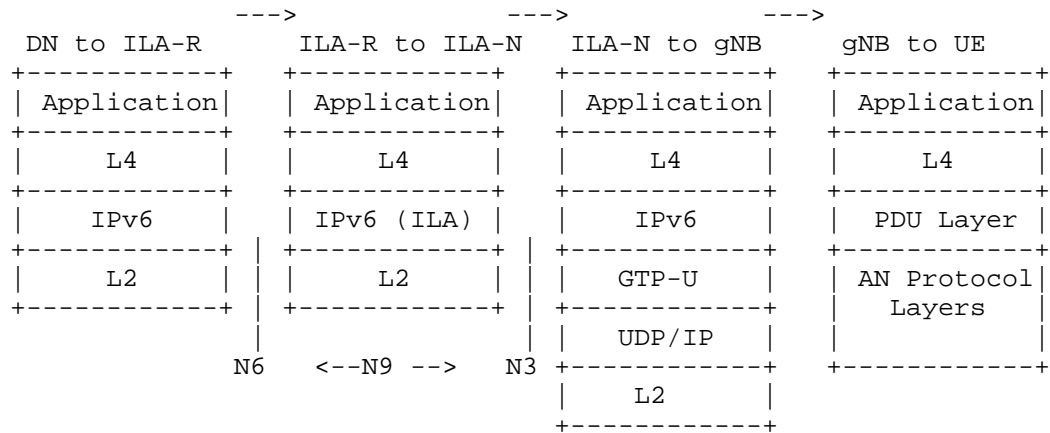 ---> ---> --->
DN to ILA-R ILA-R to ILA-N ILA-N to gNB gNB to UE
+------------+ +------------+ +------------+ +------------+
| Application| | Application| | Application| | Application|
+------------+ +------------+ +------------+ +------------+
| L4 | | L4 | | L4 | | L4 |
+------------+ +------------+ +------------+ +------------+
| IPv6 | | IPv6 (ILA) | | IPv6 | | PDU Layer |
+------------+ | +------------+ | +------------+ +------------+
| L2 | | | L2 | | | GTP-U | | AN Protocol|
+------------+ | +------------+ | +------------+ | Layers |
| | | UDP/IP | | |
N6 <--N9 --> N3 +------------+ +------------+
| L2 |
+------------+